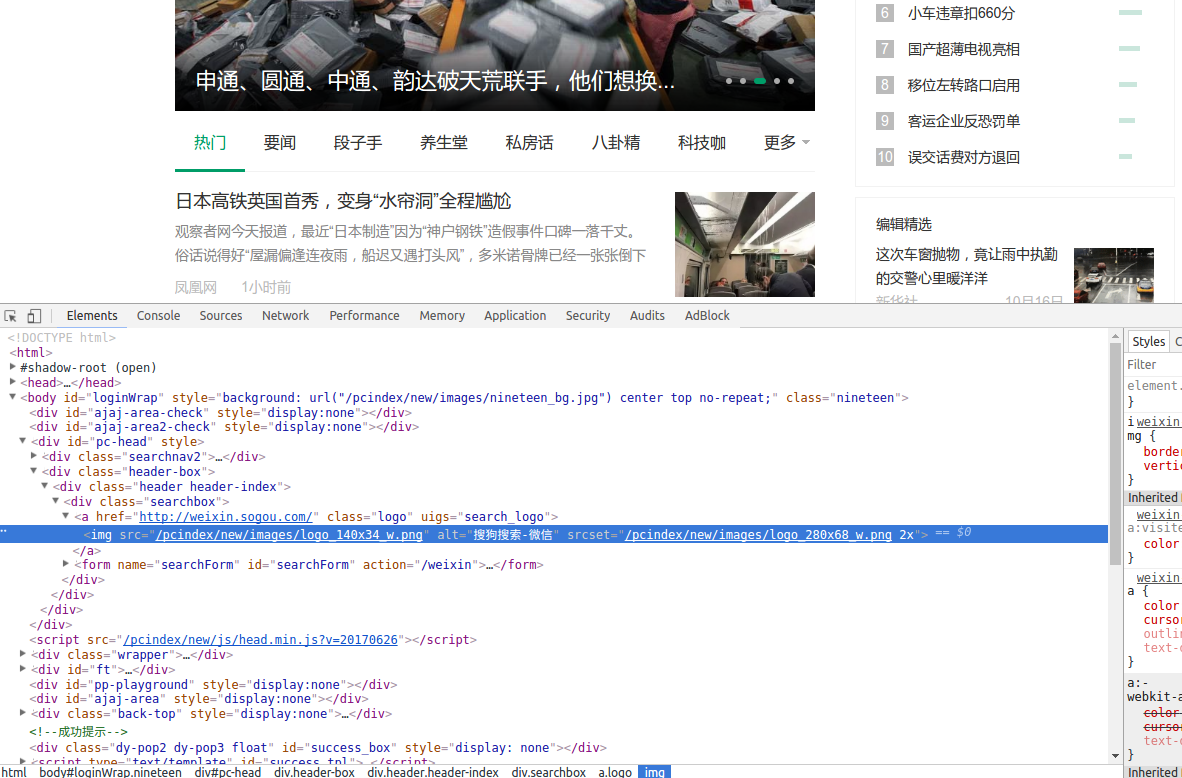 申通、圆通、中通、韵达破天荒联手，他们想换...
热门 要闻 段子手 养生堂 私房话 八卦精 科技咖 更多
日本高铁英国首秀，变身“水帘洞”全程尴尬
观察者网今天报道，最近“日本制造”因为“神户钢铁”造假事件口碑一落千丈。
俗话说得好“屋漏偏逢连夜雨，船迟又遇打头风”，多米诺骨牌已经一张张倒下
凤凰网 1小时前
6 小车违章扣660分
7 国产超薄电视亮相
8 移位左转路口启用
9 客运企业反恐罚单
10 误交话费对方退回
编辑精选
这次车窗抛物，竟让雨中执勤
的交警心里暖洋洋
新华社 10月16日
Elements Console Sources Network Performance Memory Application Security Audits AdBlock
<!DOCTYPE html>
<html>
#shadow-root (open)
<head>…</head>
<body id="loginWrap" style="background: url("/pcindex/new/images/nineteen_bg.jpg") center top no-repeat;" class="nineteen">
<div id="ajaj-area-check" style="display:none"></div>
<div id="ajaj-area2-check" style="display:none"></div>
<div id="pc-head" style>
<div class="searchnav2">…</div>
<div class="header-box">
<div class="header header-index">
<div class="searchbox">
<a href="http://weixin.sogou.com/" class="logo" uigs="search_logo">
<img src="/pcindex/new/images/logo_140x34_w.png" alt="搜狗搜索-微信" srcset="/pcindex/new/images/logo_280x68_w.png 2x"> == $0
</a>
<form name="searchForm" id="searchForm" action="/weixin">…</form>
</div>
</div>
</div>
</div>
<script src="/pcindex/new/js/head.min.js?v=20170626"></script>
<div class="wrapper">…</div>
<div id="ft">…</div>
<div id="pp-playground" style="display:none"></div>
<div id="ajaj-area" style="display:none"></div>
<div class="back-top" style="display:none">…</div>
<!--成功提示-->
<div class="dy-pop2 dy-pop3 float" id="success_box" style="display: none"></div>
<script type="text/template" id="success_tpl">…</script>
html body#loginWrap.nineteen div#pc-head div.header-box div.header.header-index div.searchbox a.logo img
Styles C
Filter
element.
}
i weixin
mg {
border
vertic
}
Inherited
weixin
a:visite
color
}
weixin
a {
color
cursor
outlin
text-c
}
a:-
webkit-a
color
cursor
text-c
}
Inherited